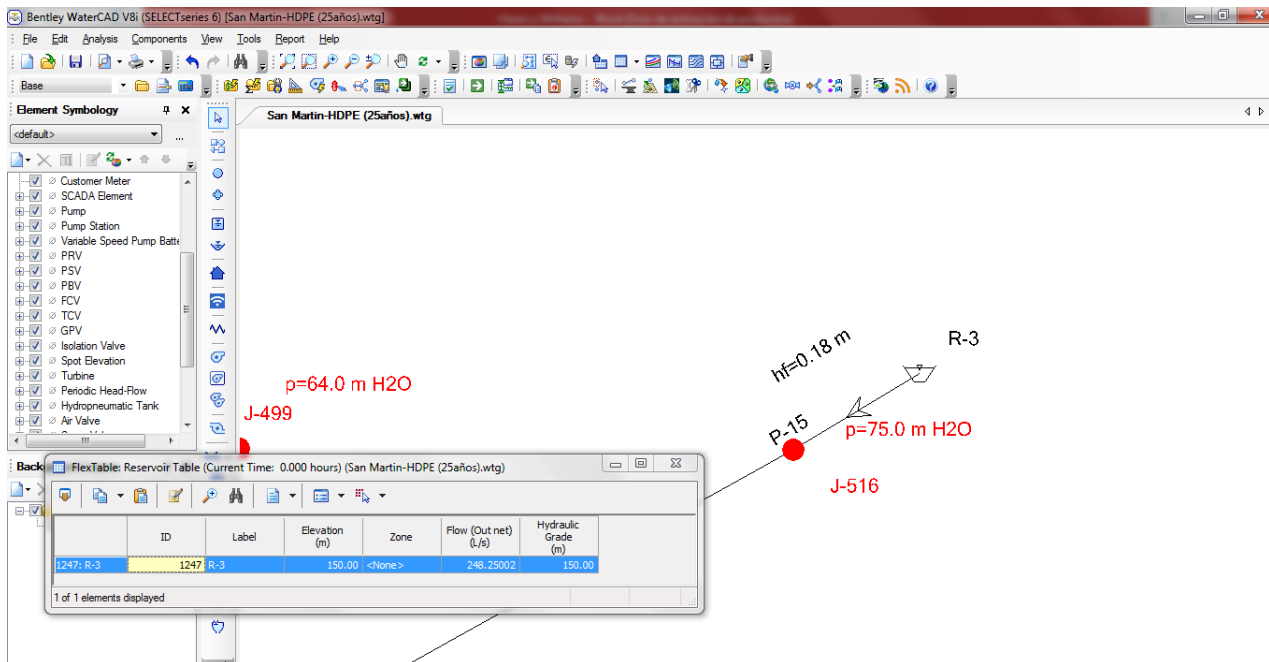 Bentley WaterCAD V8i (SELECTseries 6) [San Martin-HDPE (25años).wtg]
File Edit Analysis Components View Tools Report Help
Base
Element Symbology
San Martin-HDPE (25años).wtg
<default>
...
Customer Meter
SCADA Element
Pump
Pump Station
Variable Speed Pump Batte
PRV
PSV
PBV
FCV
TCV
GPV
Isolation Valve
Spot Elevation
Turbine
Periodic Head-Flow
Hydropneumatic Tank
Air Valve
R-3
hf=0.18 m
p=64.0 m H2O
J-499
P-15
p=75.0 m H2O
J-516
Back
FlexTable: Reservoir Table (Current Time: 0.000 hours) (San Martin-HDPE (25años).wtg)
ID Label Elevation (m) Zone Flow (Out net) (L/s) Hydraulic Grade (m)
1247: R-3 1247 R-3 150.00 <None> 248.25002 150.00
1 of 1 elements displayed